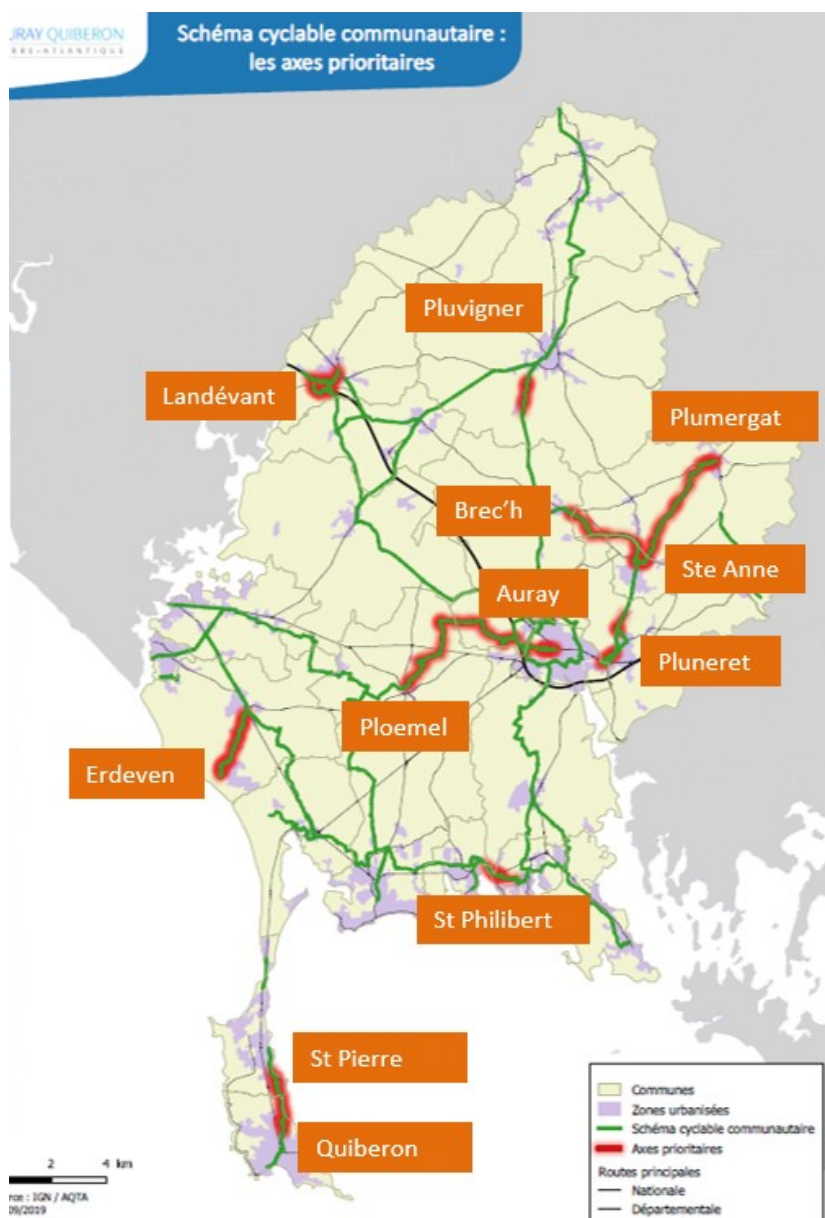 URAY QUIBERON
RRE-ATLANTIQUE
Schéma cyclable communautaire :
les axes prioritaires
Pluvigner
Landévant
Plumergat
Brec'h
Ste Anne
Auray
Pluneret
Ploemel
Erdeven
St Philibert
St Pierre
Quiberon
Communes
Zones urbanisées
Schéma cyclable communautaire
Axes prioritaires
Routes principales
Nationale
Départementale
2 4 km
rce : IGN / AQTA
09/2019